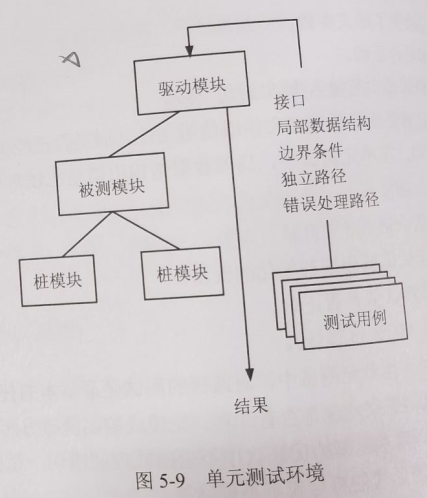 驱动模块
接口
局部数据结构
边界条件
独立路径
错误处理路径
被测模块
桩模块
桩模块
测试用例
结果
图 5-9 单元测试环境